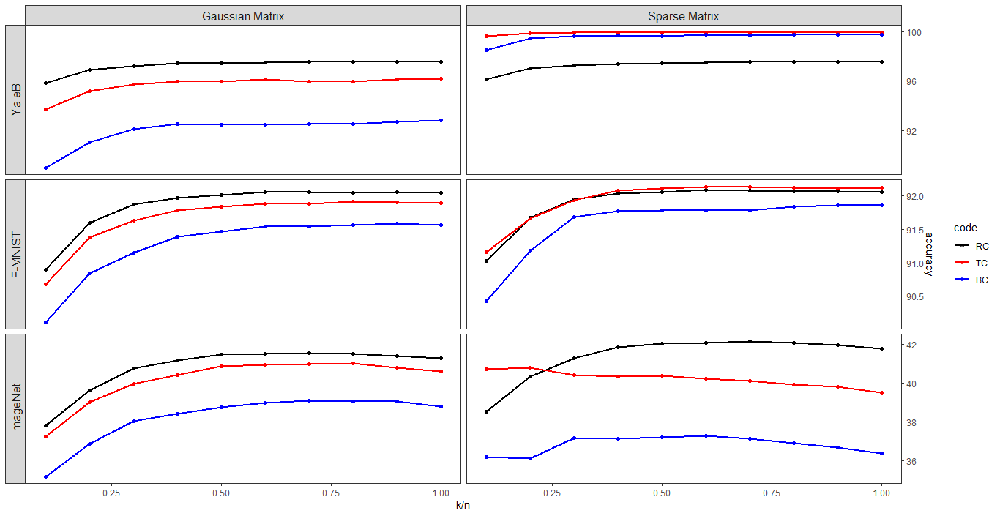 Gaussian Matrix
Sparse Matrix
YaleB
100
96
92
F-MNIST
92.0
91.5
91.0
90.5
accuracy
code
RC
TC
BC
ImageNet
42
40
38
36
0.25
0.50
0.75
1.00
0.25
0.50
0.75
1.00
k/n